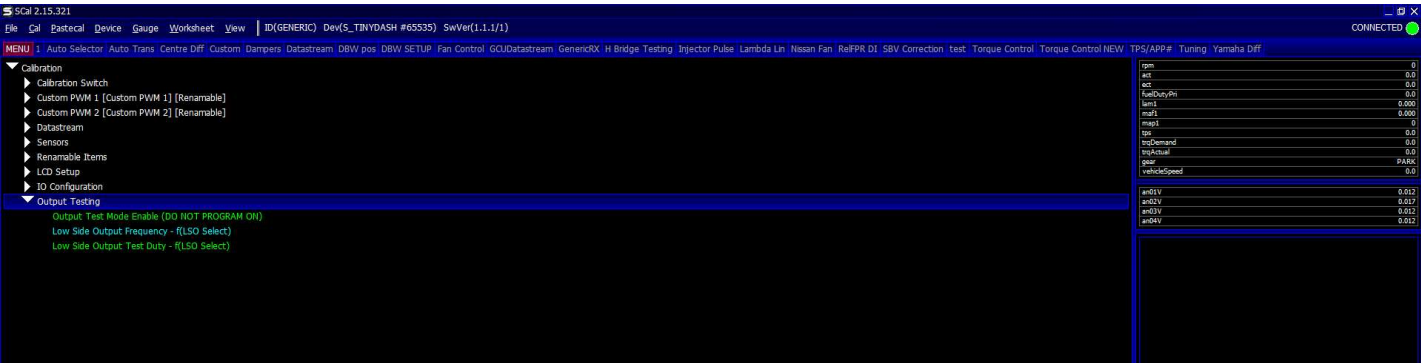 SCal 2.15.321
File Cal Pastecal Device Gauge Worksheet View ID(GENERIC) Dev(S_TINYDASH #65535) SwVer(1.1.1/1) CONNECTED
MENU 1 Auto Selector Auto Trans Centre Diff Custom Dampers Datastream DBW pos DBW SETUP Fan Control GCUDatastream GenericRX H Bridge Testing Injector Pulse Lambda Lin Nissan Fan RelFPR DI SBV Correction test Torque Control Torque Control NEW TPS/APP# Tuning Yamaha Diff
Calibration
Calibration Switch
Custom PWM 1 [Custom PWM 1] [Renamable]
Custom PWM 2 [Custom PWM 2] [Renamable]
Datastream
Sensors
Renamable Items
LCD Setup
IO Configuration
Output Testing
Output Test Mode Enable (DO NOT PROGRAM ON)
Low Side Output Frequency - f(LSO Select)
Low Side Output Test Duty - f(LSO Select)
rpm 0
act 0.0
ect 0.0
fuelDutyPri 0.0
lam1 0.000
maf1 0.000
map1 0
tps 0.0
trqDemand 0.0
trqActual 0.0
gear PARK
vehicleSpeed 0.0
an01V 0.012
an02V 0.017
an03V 0.012
an04V 0.012